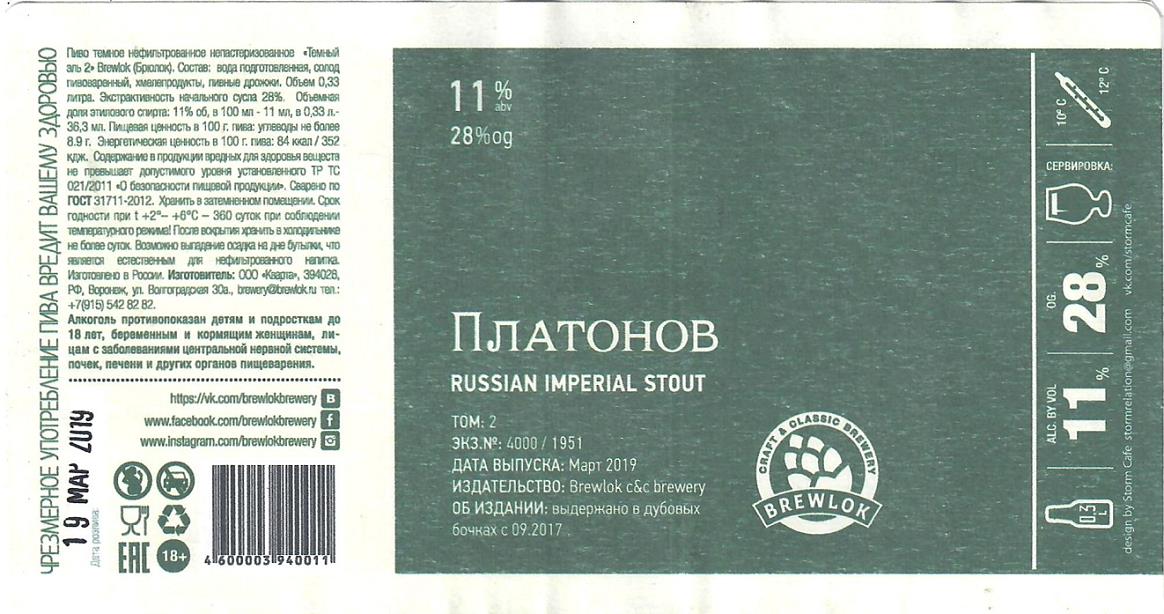 ЧРЕЗМЕРНОЕ УПОТРЕБЛЕНИЕ ПИВА ВРЕДИТ ВАШЕМУ ЗДОРОВЬЮ
Пиво темное нефильтрованное непастеризованное «Темный
эль 2» Brewlok (Брюлок). Состав: вода подготовленная, солод
пивоваренный, хмелепродукты, пивные дрожжи. Объем 0,33
литра. Экстрактивность начального сусла 28%. Объемная
доля этилового спирта: 11% об, в 100 мл - 11 мл, в 0,33 л.-
36,3 мл. Пищевая ценность в 100 г. пива: углеводы не более
8.9 г. Энергетическая ценность в 100 г. пива: 84 ккал / 352
кдж. Содержание в продукции вредных для здоровья веществ
не превышает допустимого уровня установленного ТР ТС
021/2011 «О безопасности пищевой продукции». Сварено по
ГОСТ 31711-2012. Хранить в затемненном помещении. Срок
годности при t +2°– +6°С – 360 суток при соблюдении
температурного режима! После вскрытия хранить в холодильнике
не более суток. Возможно выпадение осадка на дне бутылки, что
является естественным для нефильтрованного напитка.
Изготовлено в России. Изготовитель: ООО «Кварта», 394028,
РФ, Воронеж, ул. Волгоградская 30а., brewery@brewlok.ru тел.:
+7(915) 542 82 82.
Алкоголь противопоказан детям и подросткам до
18 лет, беременным и кормящим женщинам, ли-
цам с заболеваниями центральной нервной системы,
почек, печени и других органов пищеварения.
https://vk.com/brewlokbrewery
www.facebook.com/brewlokbrewery
www.instagram.com/brewlokbrewery
19 МАР 2019
Дата розлива:
EAC
18+
4 600003 940011
11 %
abv
28%og
ПЛАТОНОВ
RUSSIAN IMPERIAL STOUT
ТОМ: 2
ЭКЗ.№: 4000 / 1951
ДАТА ВЫПУСКА: Март 2019
ИЗДАТЕЛЬСТВО: Brewlok c&c brewery
ОБ ИЗДАНИИ: выдержано в дубовых
бочках с 09.2017
CRAFT & CLASSIC BREWERY
BREWLOK
10° C
12° C
СЕРВИРОВКА:
OG.
28 %
ALC. BY VOL
11 %
0,3 L
design by Storm Cafe stormrelation@gmail.com vk.com/stormcafe